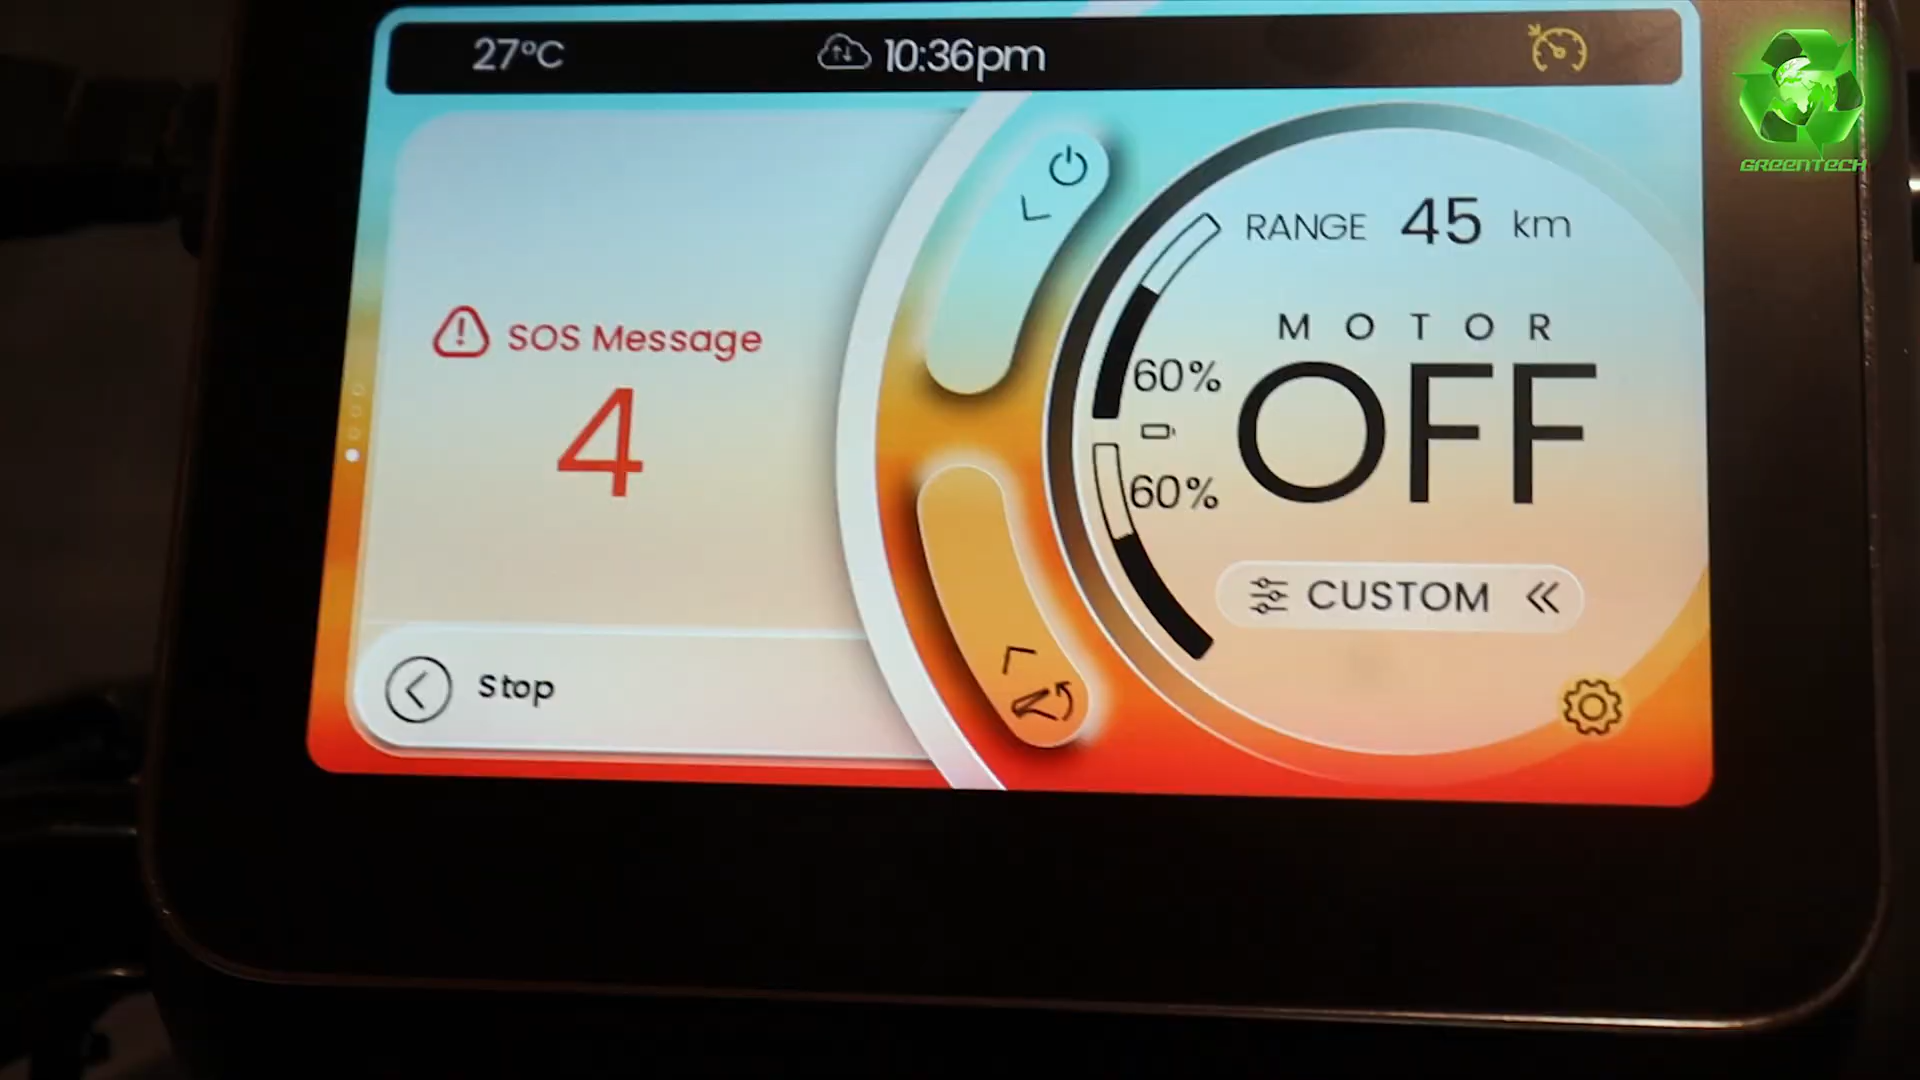 27°C
10:36pm
GREENTECH
RANGE 45 km
SOS Message
4
MOTOR
OFF
60%
60%
CUSTOM
Stop